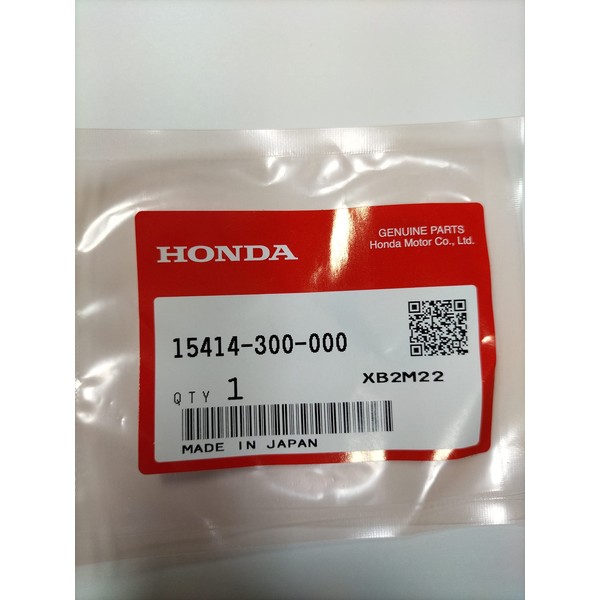 HONDA
GENUINE PARTS
Honda Motor Co., Ltd.
15414-300-000
XB2M22
QTY 1
MADE IN JAPAN